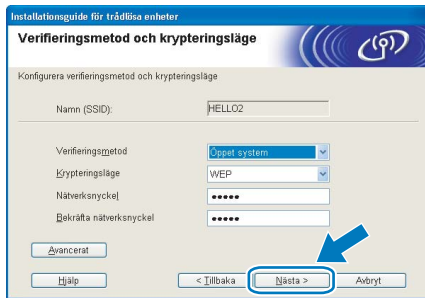 Installationsguide för trådlösa enheter
Verifieringsmetod och krypteringsläge
Konfigurera verifieringsmetod och krypteringsläge
Namn (SSID): HELLO2
Verifieringsmetod Öppet system
Krypteringsläge WEP
Nätverksnyckel •••••
Bekräfta nätverksnyckel •••••
Avancerat
Hjälp < Tillbaka Nästa > Avbryt